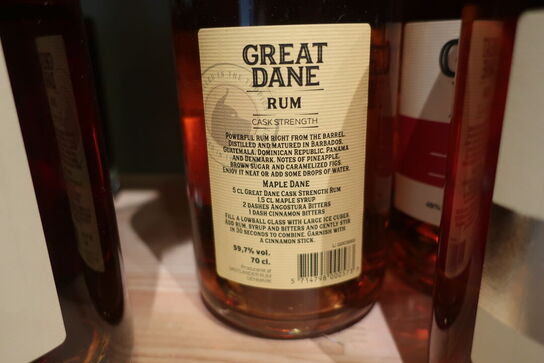 GREAT
DANE
RUM
CASK STRENGTH
POWERFUL RUM RIGHT FROM THE BARREL.
DISTILLED AND MATURED IN BARBADOS,
GUATEMALA, DOMINICAN REPUBLIC, PANAMA
AND DENMARK. NOTES OF PINEAPPLE,
BROWN SUGAR AND CARAMELIZED FIGS.
ENJOY IT NEAT OR ADD SOME DROPS OF WATER.
MAPLE DANE
5 CL GREAT DANE CASK STRENGTH RUM
1,5 CL MAPLE SYRUP
2 DASHES ANGOSTURA BITTERS
1 DASH CINNAMON BITTERS
FILL A LOWBALL GLASS WITH LARGE ICE CUBES.
ADD RUM, SYRUP AND BITTERS AND GENTLY STIR
IN 30 SECONDS TO COMBINE. GARNISH WITH
A CINNAMON STICK.
59,7% vol.
70 cl.